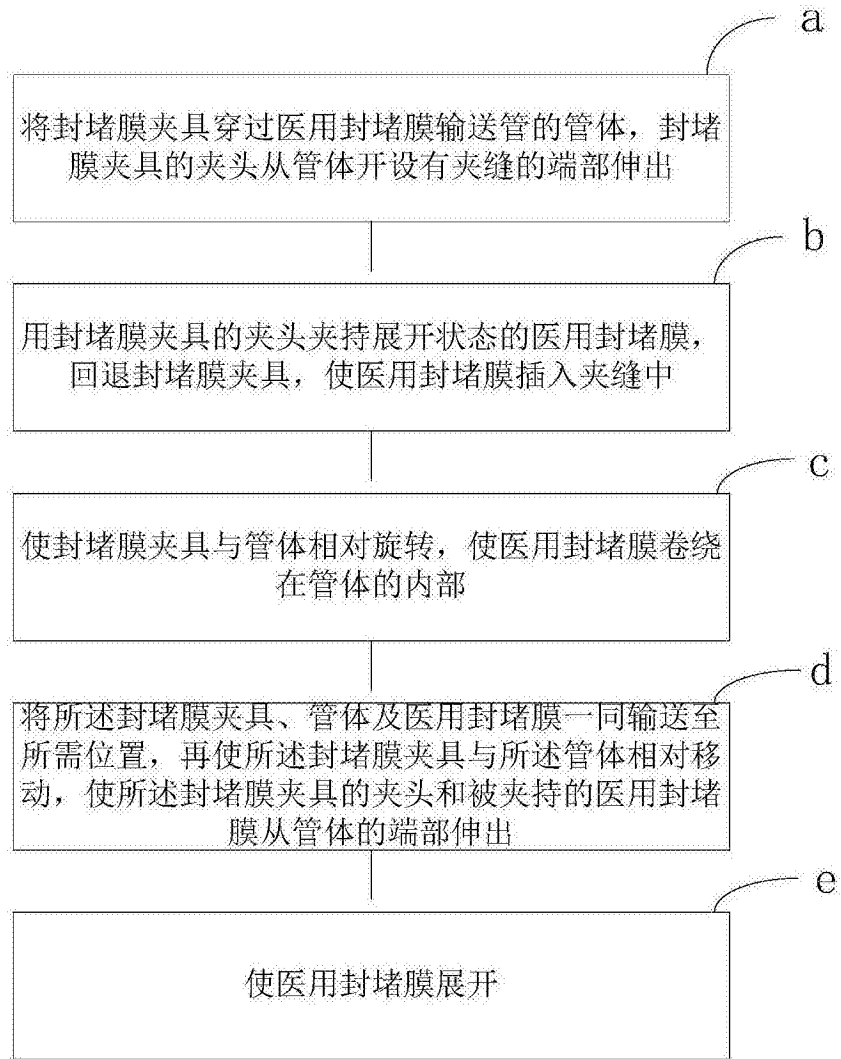 a
将封堵膜夹具穿过医用封堵膜输送管的管体，封堵
膜夹具的夹头从管体开设有夹缝的端部伸出
b
用封堵膜夹具的夹头夹持展开状态的医用封堵膜，
回退封堵膜夹具，使医用封堵膜插入夹缝中
c
使封堵膜夹具与管体相对旋转，使医用封堵膜卷绕
在管体的内部
d
将所述封堵膜夹具、管体及医用封堵膜一同输送至
所需位置，再使所述封堵膜夹具与所述管体相对移
动，使所述封堵膜夹具的夹头和被夹持的医用封堵
膜从管体的端部伸出
e
使医用封堵膜展开